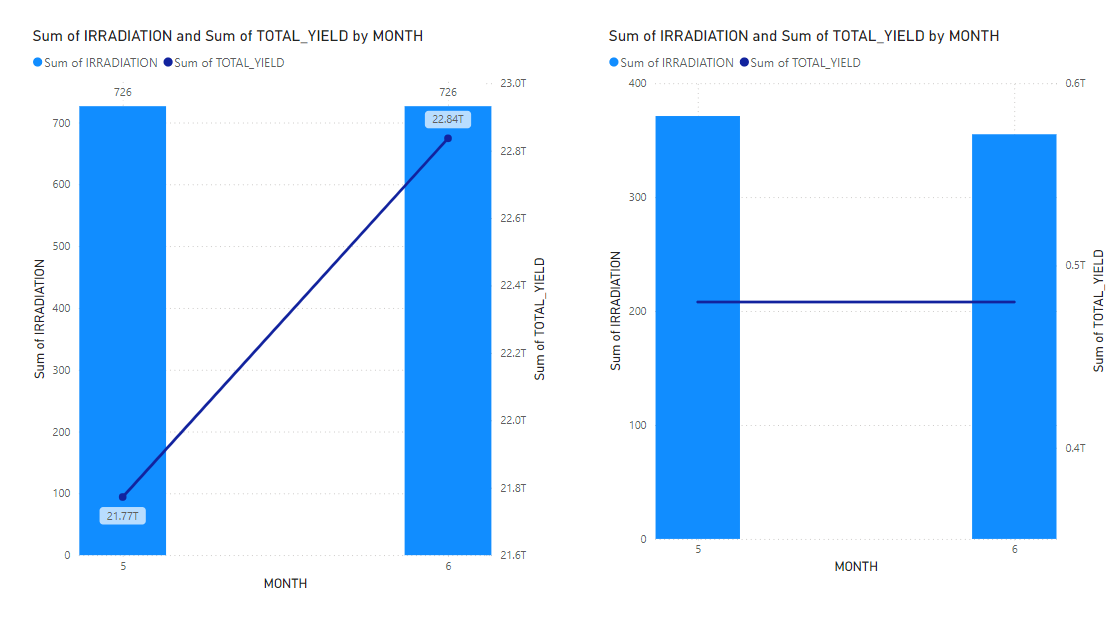 Sum of IRRADIATION and Sum of TOTAL_YIELD by MONTH
Sum of IRRADIATION Sum of TOTAL_YIELD
726 726
22.84T
21.77T
700
600
500
400
300
200
100
0
Sum of IRRADIATION
23.0T
22.8T
22.6T
22.4T
22.2T
22.0T
21.8T
21.6T
Sum of TOTAL_YIELD
5 6
MONTH
Sum of IRRADIATION and Sum of TOTAL_YIELD by MONTH
Sum of IRRADIATION Sum of TOTAL_YIELD
400
300
200
100
0
Sum of IRRADIATION
0.6T
0.5T
0.4T
Sum of TOTAL_YIELD
5 6
MONTH